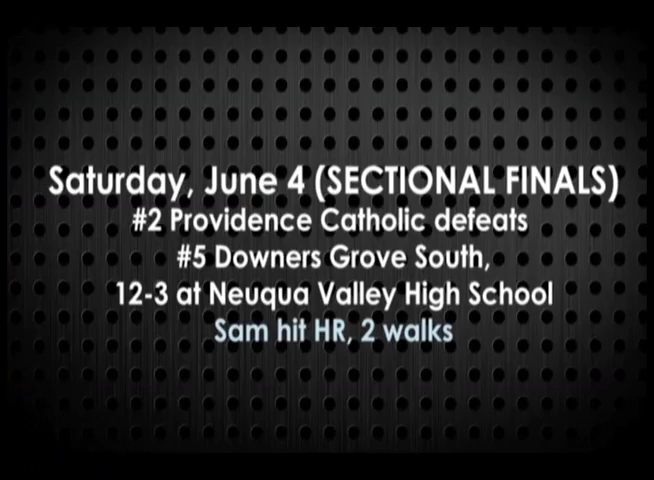 Saturday, June 4 (SECTIONAL FINALS)
#2 Providence Catholic defeats
#5 Downers Grove South,
12-3 at Neuqua Valley High School
Sam hit HR, 2 walks